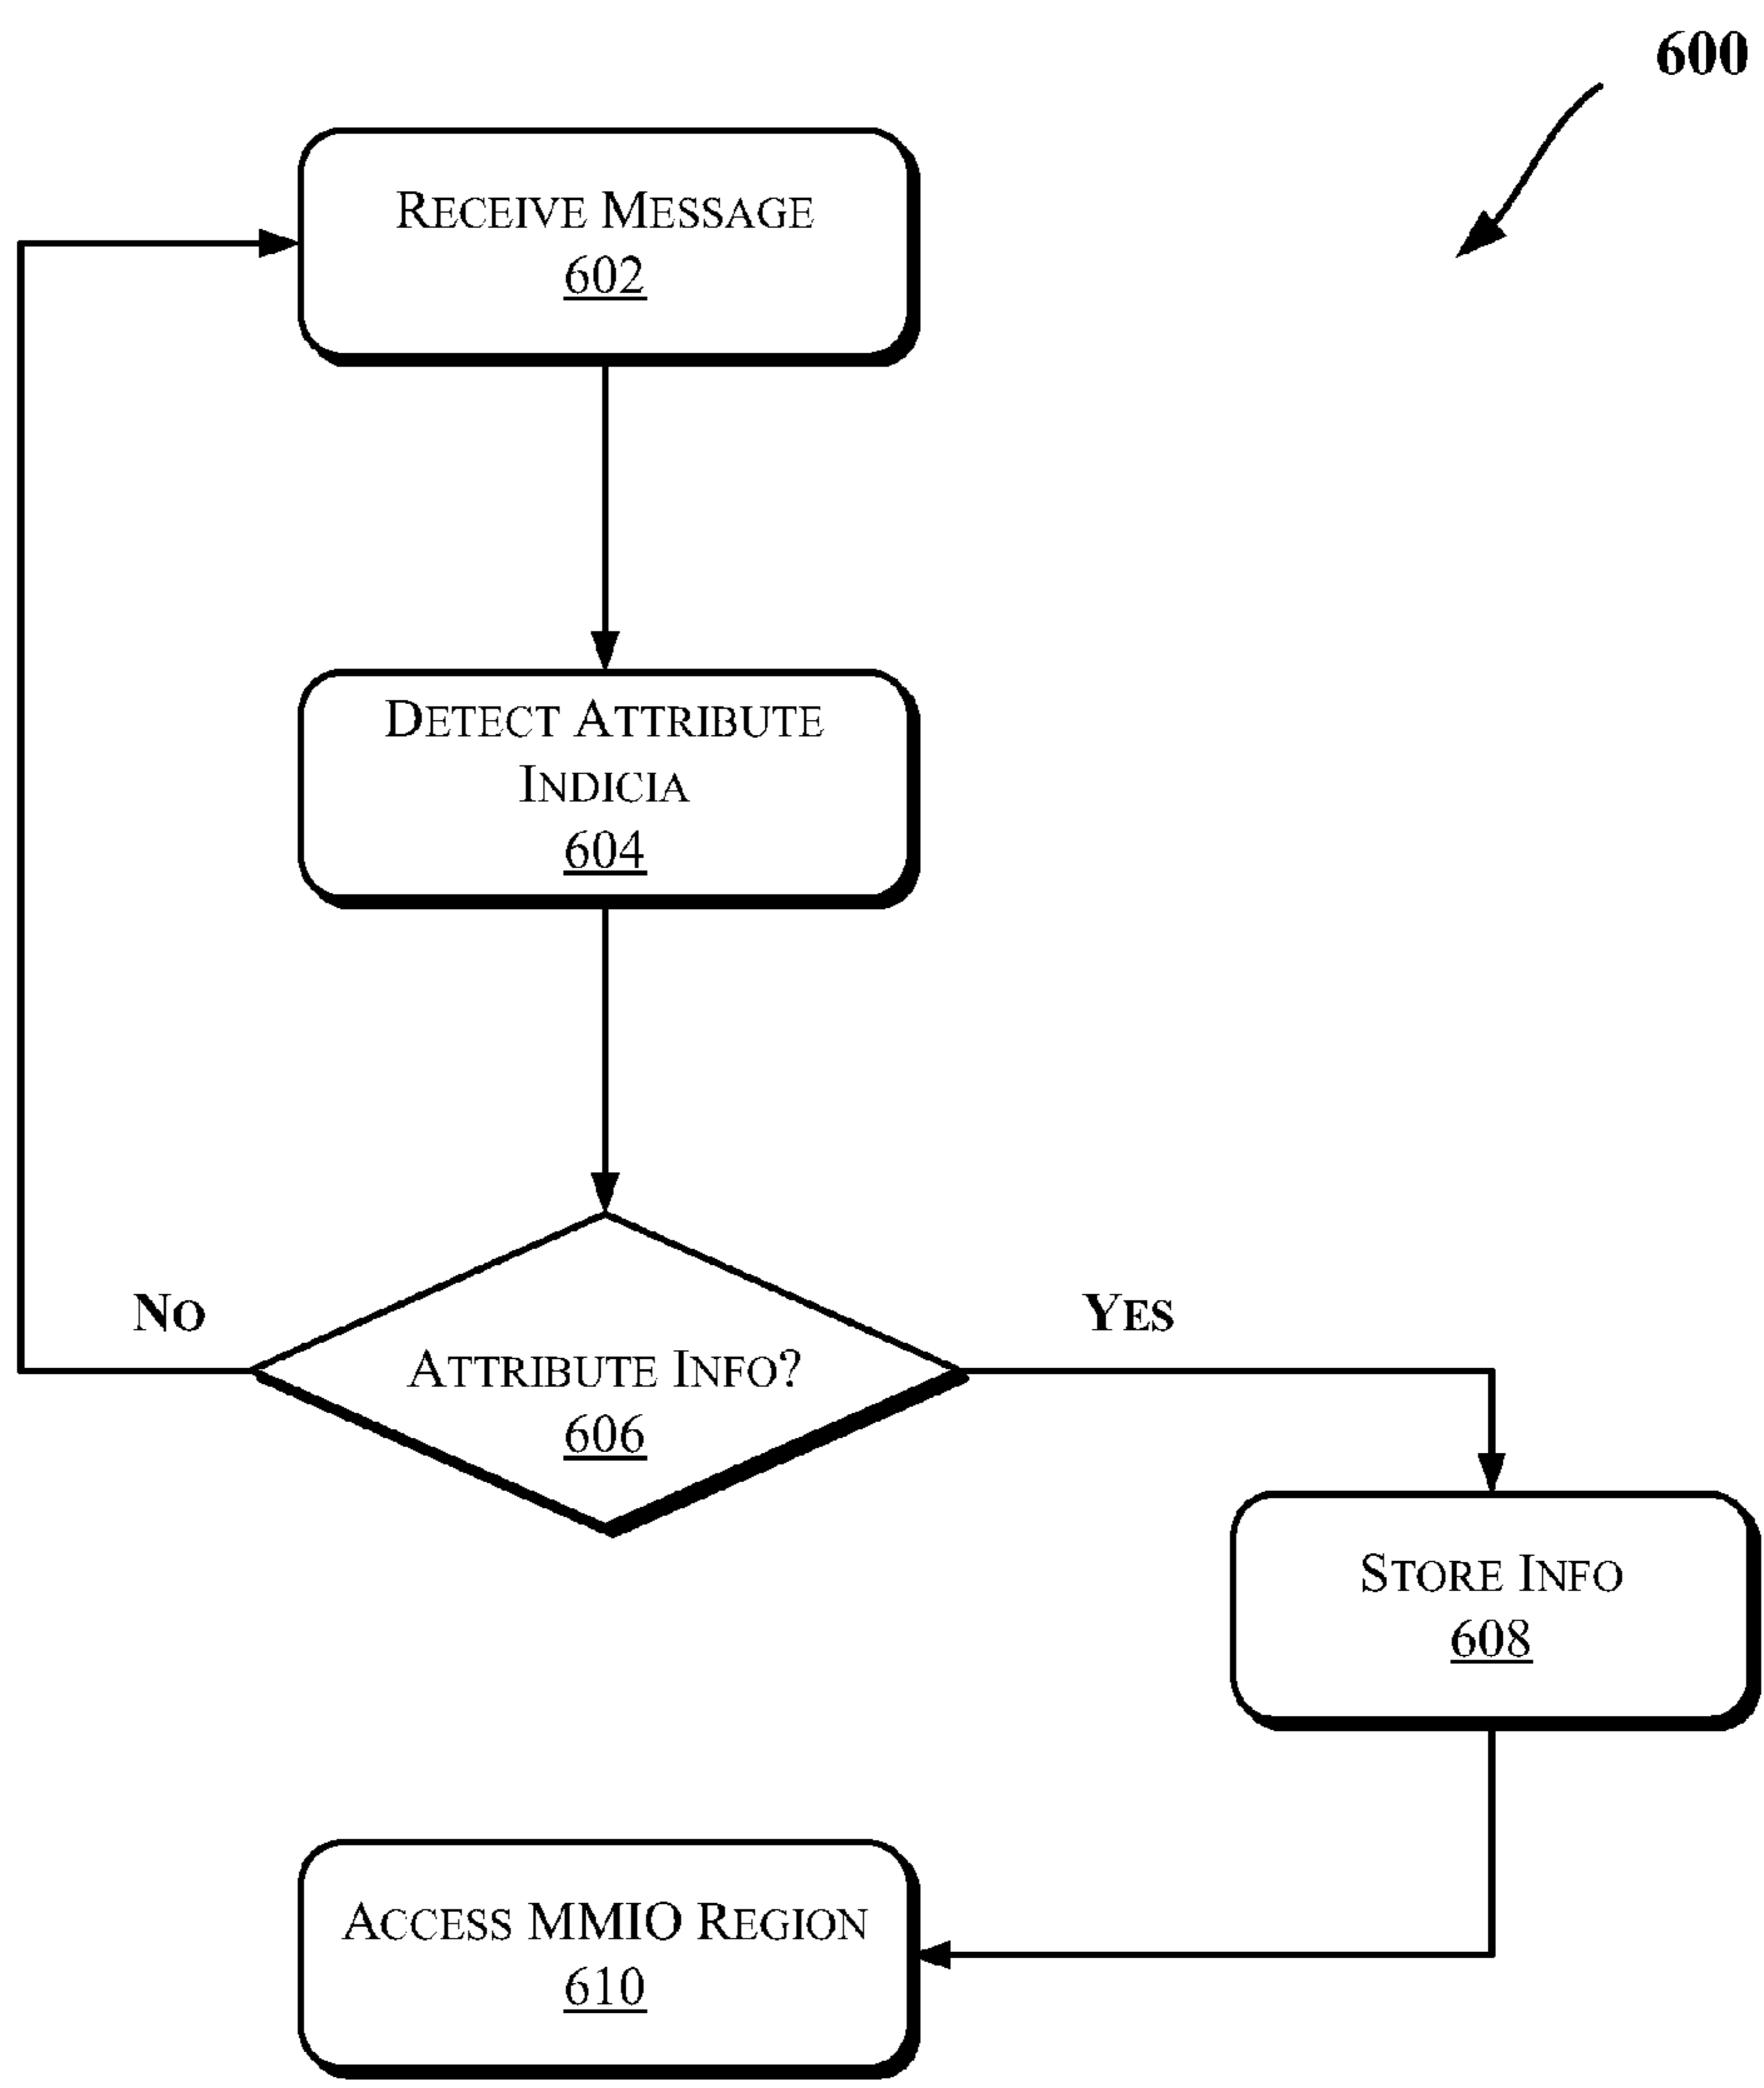 600
RECEIVE MESSAGE
602
DETECT ATTRIBUTE
INDICIA
604
NO
YES
ATTRIBUTE INFO?
606
STORE INFO
608
ACCESS MMIO REGION
610